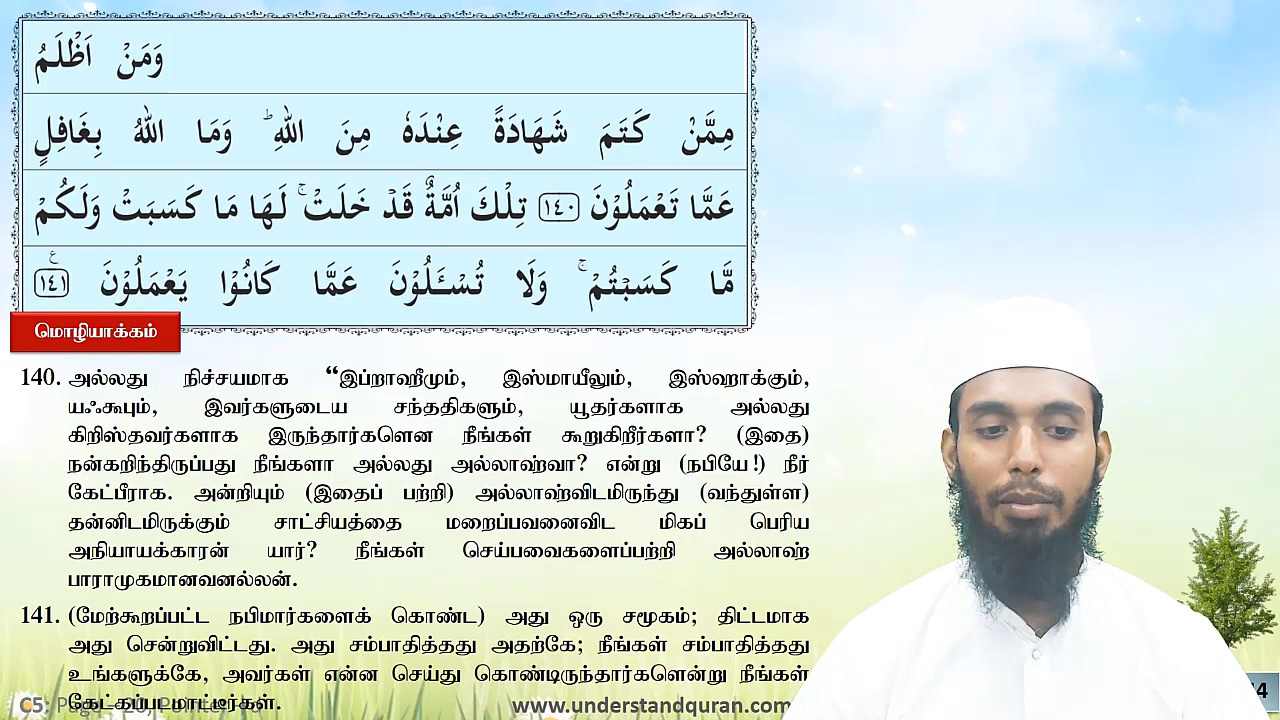 وَمَنْ اَظْلَمُ
مِمَّنْ كَتَمَ شَهَادَةً عِنْدَهٗ مِنَ اللّٰهِ ؕ وَمَا اللّٰهُ بِغَافِلٍ
عَمَّا تَعْمَلُوْنَ ﴿١٤٠﴾ تِلْكَ اُمَّةٌ قَدْ خَلَتْ ۚ لَهَا مَا كَسَبَتْ وَلَكُمْ
مَّا كَسَبْتُمْ ۚ وَلَا تُسْـَٔلُوْنَ عَمَّا كَانُوْا يَعْمَلُوْنَ ﴿١٤١﴾ ع
மொழியாக்கம்
140. அல்லது நிச்சயமாக “இப்றாஹீமும், இஸ்மாயீலும், இஸ்ஹாக்கும்,
யஃகூபும், இவர்களுடைய சந்ததிகளும், யூதர்களாக அல்லது
கிறிஸ்தவர்களாக இருந்தார்களென நீங்கள் கூறுகிறீர்களா? (இதை)
நன்கறிந்திருப்பது நீங்களா அல்லது அல்லாஹ்வா? என்று (நபியே!) நீர்
கேட்பீராக. அன்றியும் (இதைப் பற்றி) அல்லாஹ்விடமிருந்து (வந்துள்ள)
தன்னிடமிருக்கும் சாட்சியத்தை மறைப்பவனைவிட மிகப் பெரிய
அநியாயக்காரன் யார்? நீங்கள் செய்பவைகளைப்பற்றி அல்லாஹ்
பாராமுகமானவனல்லன்.
141. (மேற்கூறப்பட்ட நபிமார்களைக் கொண்ட) அது ஒரு சமூகம்; திட்டமாக
அது சென்றுவிட்டது. அது சம்பாதித்தது அதற்கே; நீங்கள் சம்பாதித்தது
உங்களுக்கே, அவர்கள் என்ன செய்து கொண்டிருந்தார்களென்று நீங்கள்
கேட்கப்படமாட்டீர்கள்.
C5; Page - 20, Pointer
www.understandquran.com